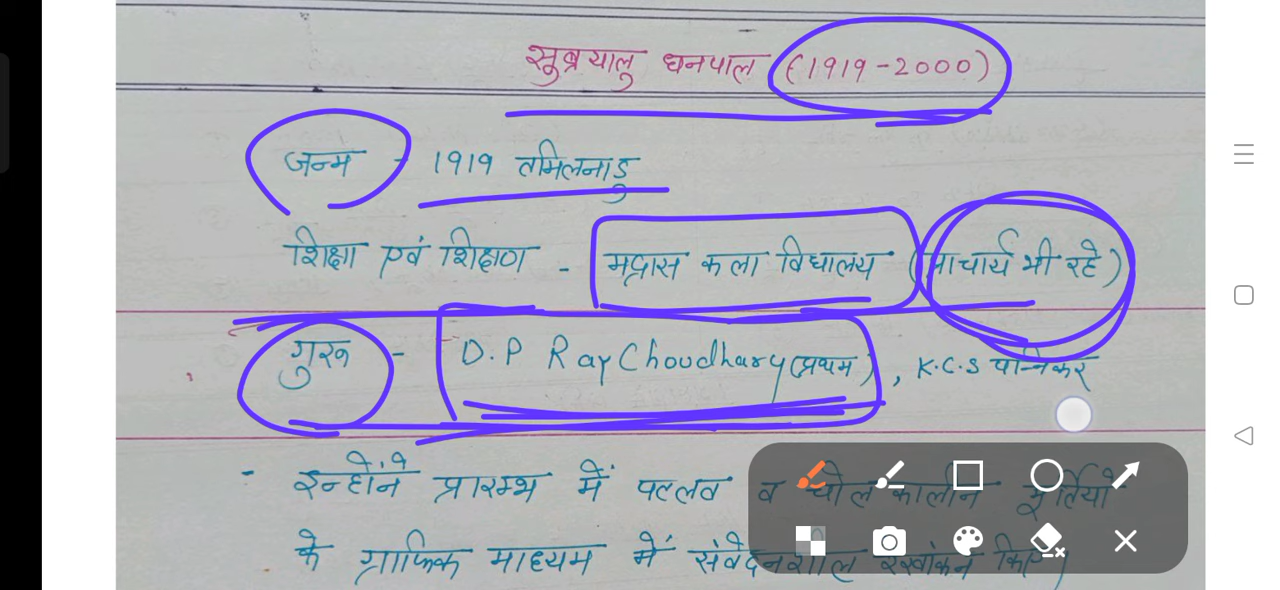 सुब्रयालु धनपाल (1919-2000)
जन्म - 1919 तमिलनाडु
शिक्षा एवं शिक्षण - मद्रास कला विधालय (प्राचार्य भी रहे)
गुरू - D.P Ray Choudhary (प्रथम), K.C.S पान्निकर
- इन्होंने प्रारम्भ में पल्लव व चोल कालीन मूर्तियों
के ग्राफिक माध्यम में संवेदनशील रेखांकन किए